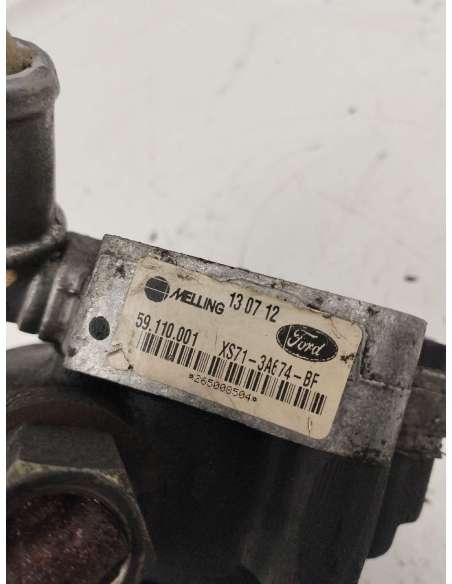 MELLING 13 07 12
59.110.001 XS71-3A674-BF
Ford
*265008504*